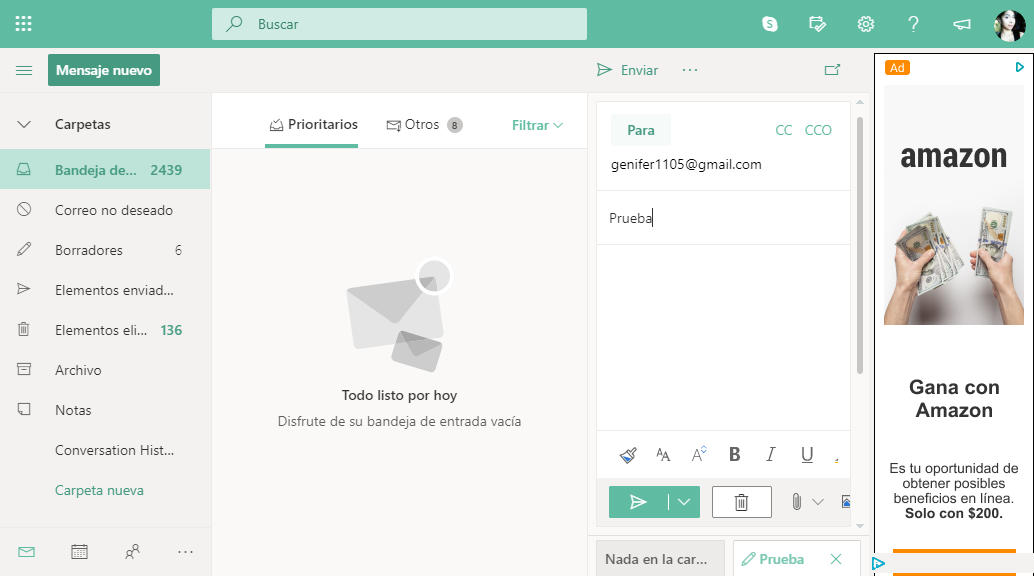 Buscar
Mensaje nuevo
Enviar
Carpetas
Bandeja de... 2439
Correo no deseado
Borradores 6
Elementos enviad...
Elementos eli... 136
Archivo
Notas
Conversation Hist...
Carpeta nueva
Prioritarios
Otros 8
Filtrar
Todo listo por hoy
Disfrute de su bandeja de entrada vacía
Para
CC CCO
genifer1105@gmail.com
Prueba
B I U
Nada en la car...
Prueba
Ad
amazon
Gana con
Amazon
Es tu oportunidad de
obtener posibles
beneficios en línea.
Solo con $200.